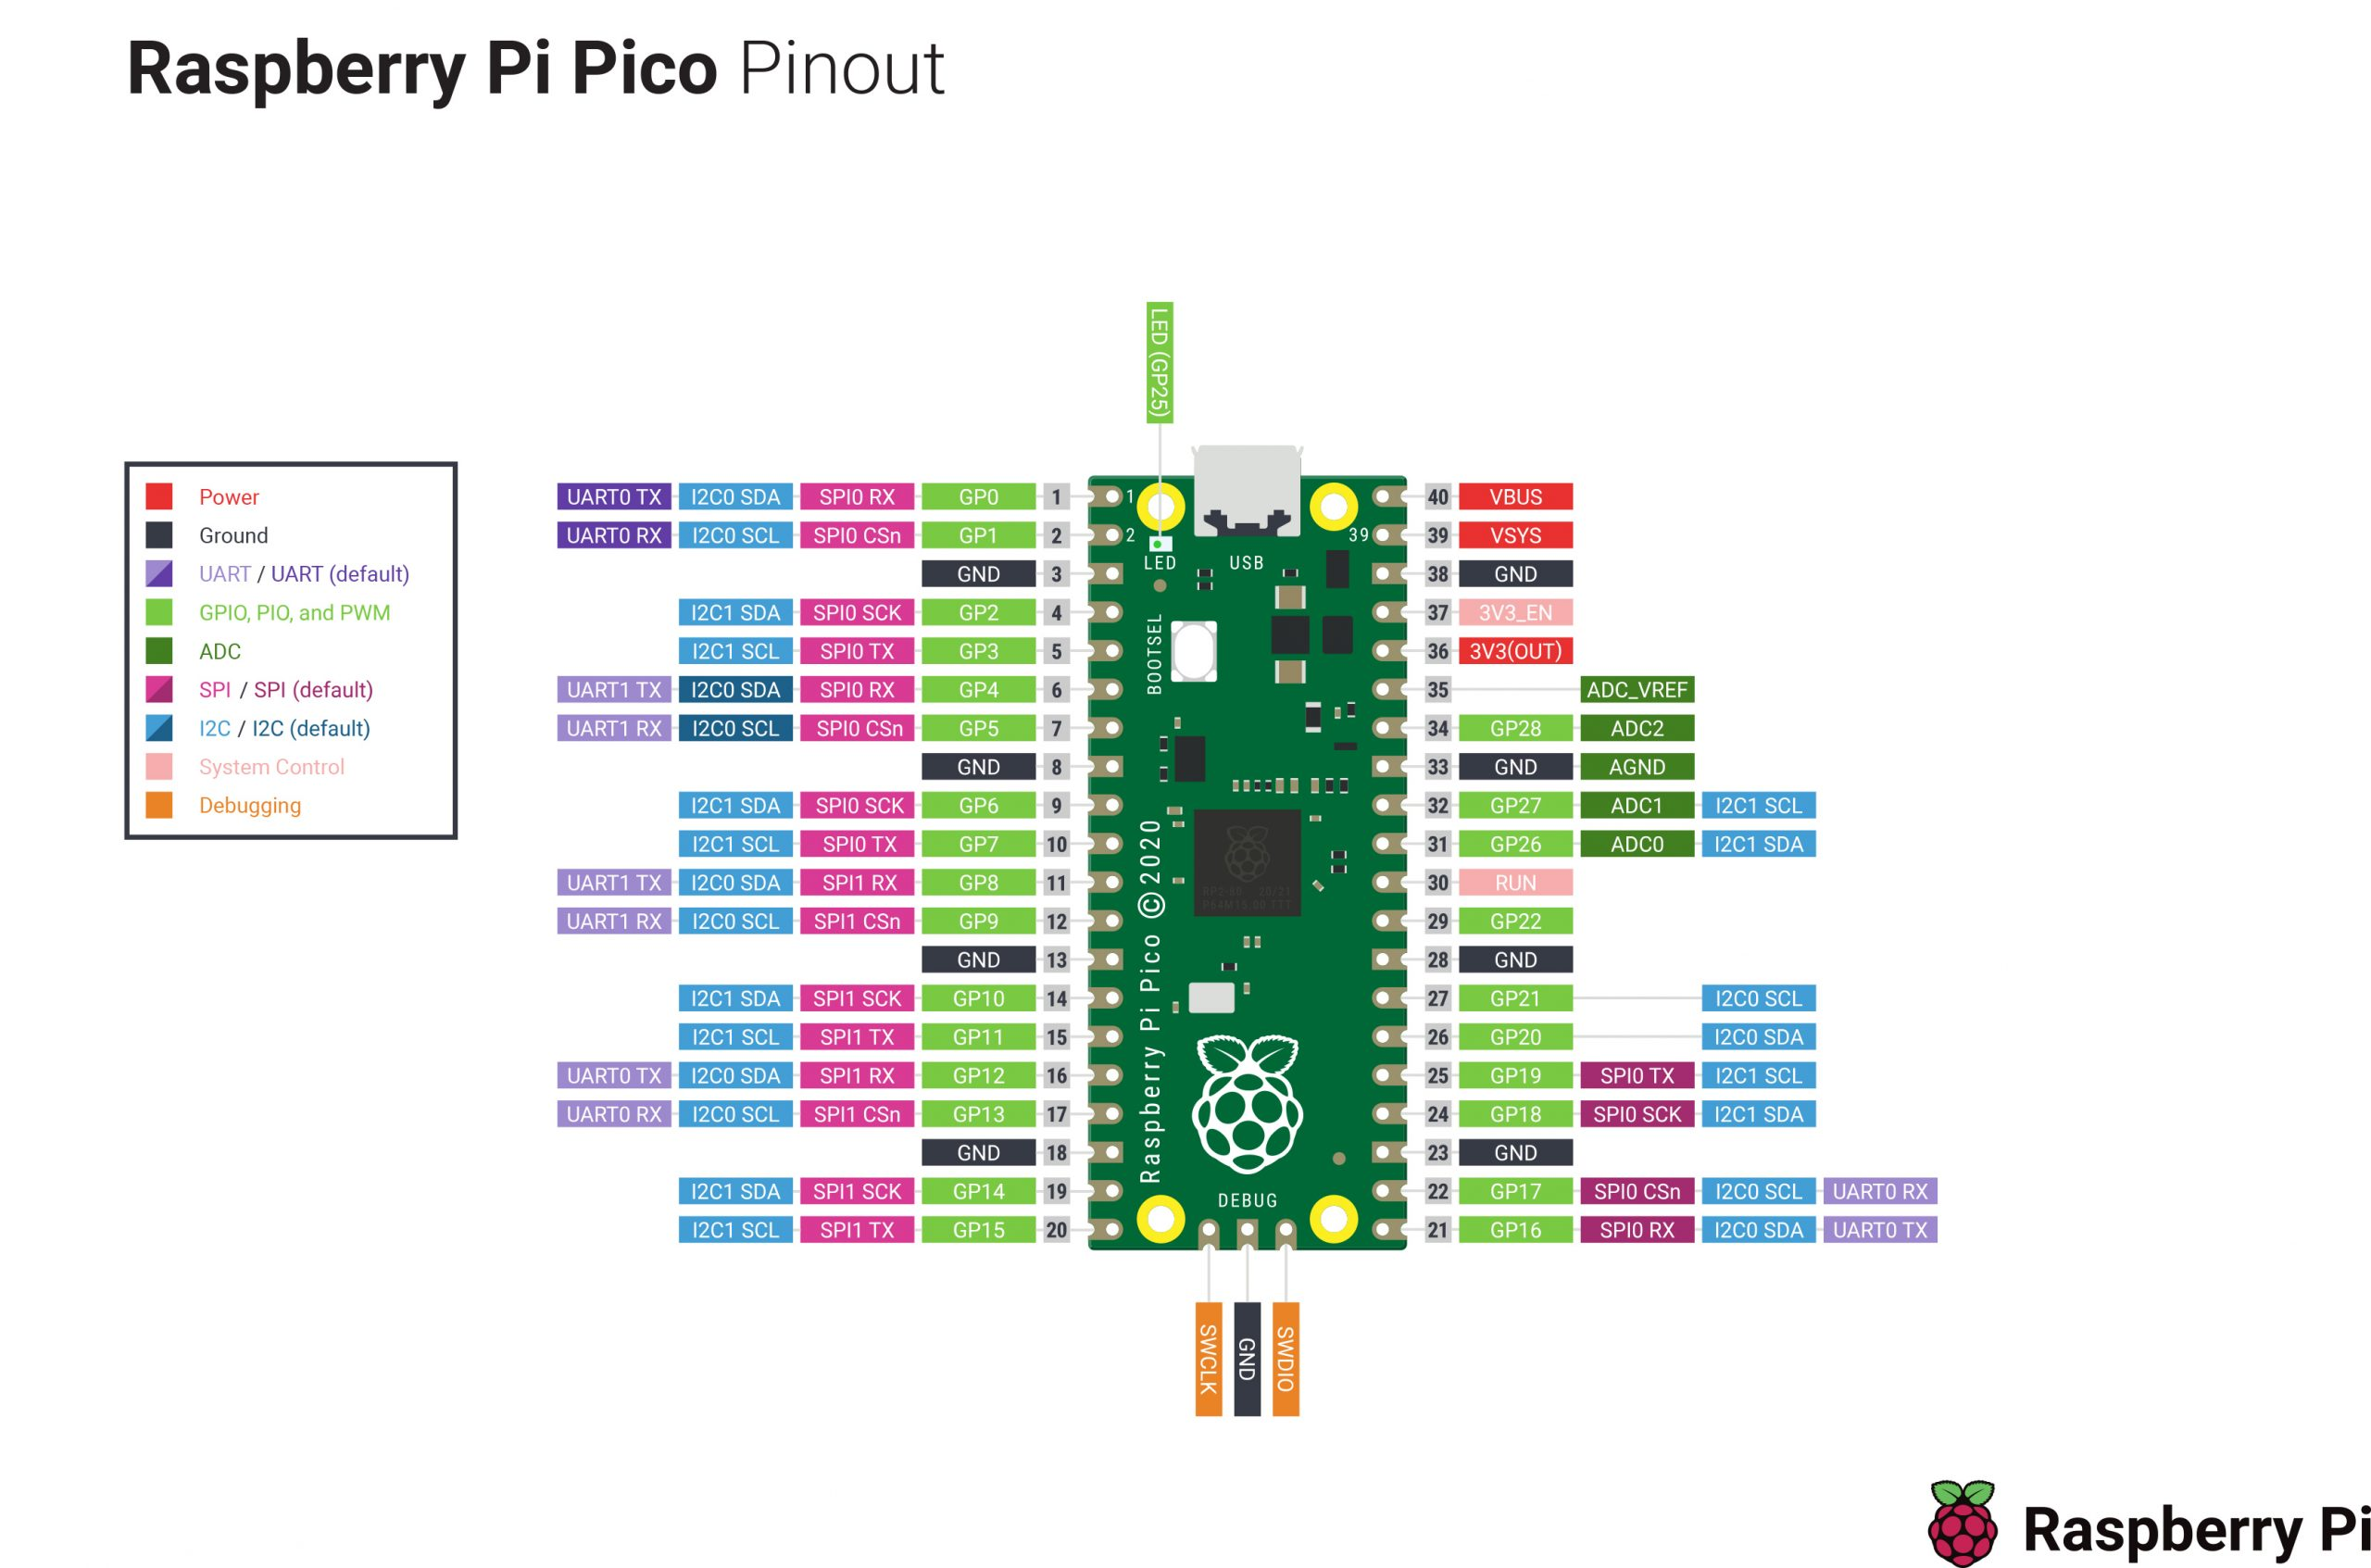 Raspberry Pi Pico Pinout
LED (GP25)
Power
Ground
UART / UART (default)
GPIO, PIO, and PWM
ADC
SPI / SPI (default)
I2C / I2C (default)
System Control
Debugging
UART0 TX I2C0 SDA SPI0 RX GP0 1 1 40 VBUS
UART0 RX I2C0 SCL SPI0 CSn GP1 2 2 39 39 VSYS
LED USB
GND 3 38 GND
I2C1 SDA SPI0 SCK GP2 4 37 3V3_EN
I2C1 SCL SPI0 TX GP3 5 BOOTSEL 36 3V3(OUT)
UART1 TX I2C0 SDA SPI0 RX GP4 6 35 ADC_VREF
UART1 RX I2C0 SCL SPI0 CSn GP5 7 34 GP28 ADC2
GND 8 33 GND AGND
I2C1 SDA SPI0 SCK GP6 9 32 GP27 ADC1 I2C1 SCL
I2C1 SCL SPI0 TX GP7 10 31 GP26 ADC0 I2C1 SDA
UART1 TX I2C0 SDA SPI1 RX GP8 11 30 RUN
UART1 RX I2C0 SCL SPI1 CSn GP9 12 29 GP22
GND 13 28 GND
Raspberry Pi Pico ©2020
I2C1 SDA SPI1 SCK GP10 14 27 GP21 I2C0 SCL
I2C1 SCL SPI1 TX GP11 15 26 GP20 I2C0 SDA
UART0 TX I2C0 SDA SPI1 RX GP12 16 25 GP19 SPI0 TX I2C1 SCL
UART0 RX I2C0 SCL SPI1 CSn GP13 17 24 GP18 SPI0 SCK I2C1 SDA
GND 18 23 GND
I2C1 SDA SPI1 SCK GP14 19 22 GP17 SPI0 CSn I2C0 SCL UART0 RX
DEBUG
I2C1 SCL SPI1 TX GP15 20 21 GP16 SPI0 RX I2C0 SDA UART0 TX
SWCLK
GND
SWDIO
Raspberry Pi